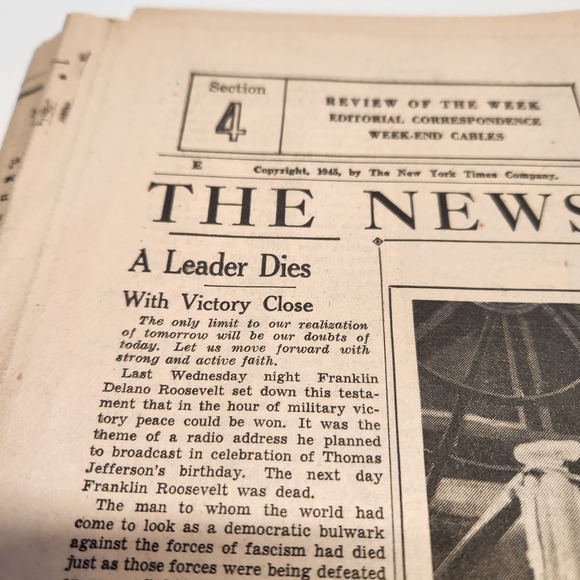 Section
4
REVIEW OF THE WEEK
EDITORIAL CORRESPONDENCE
WEEK-END CABLES
E
Copyright, 1945, by The New York Times Company.
THE NEWS
A Leader Dies
With Victory Close
The only limit to our realization
of tomorrow will be our doubts of
today. Let us move forward with
strong and active faith.
Last Wednesday night Franklin
Delano Roosevelt set down this testa-
ment that in the hour of military vic-
tory peace could be won. It was the
theme of a radio address he planned
to broadcast in celebration of Thomas
Jefferson's birthday. The next day
Franklin Roosevelt was dead.
The man to whom the world had
come to look as a democratic bulwark
against the forces of fascism had died
just as those forces were being defeated